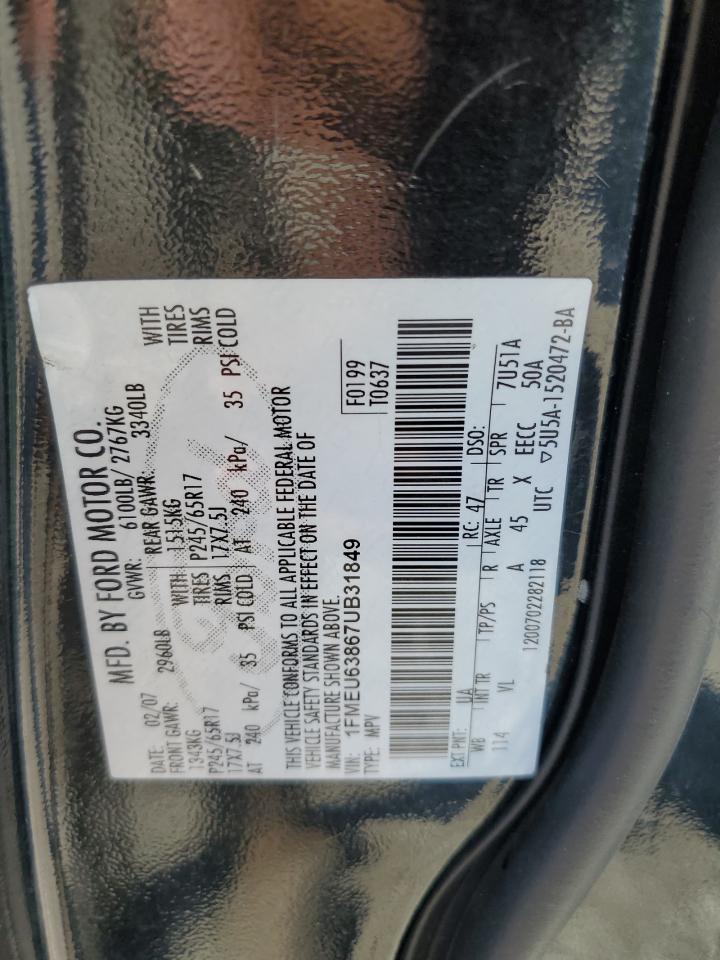 MFD. BY FORD MOTOR CO.
DATE: 02/07 GVWR: 6100LB/ 2767KG
FRONT GAWR: 2960LB REAR GAWR: 3340LB
1343KG WITH 1515KG WITH
P245/65R17 TIRES P245/65R17 TIRES
17X7.5J RIMS 17X7.5J RIMS
AT 240 kPa/ 35 PSI COLD AT 240 kPa/ 35 PSI COLD
THIS VEHICLE CONFORMS TO ALL APPLICABLE FEDERAL MOTOR
VEHICLE SAFETY STANDARDS IN EFFECT ON THE DATE OF
MANUFACTURE SHOWN ABOVE.
VIN: 1FMEU63867UB31849 F0199
TYPE: MPV T0637
EXT PNT: UA RC: 47 DSO:
WB INT TR TP/PS R AXLE TR SPR 7U51A
114 VL A 45 X EECC 50A
1200702282118 UTC ▽5U5A-1520472-BA